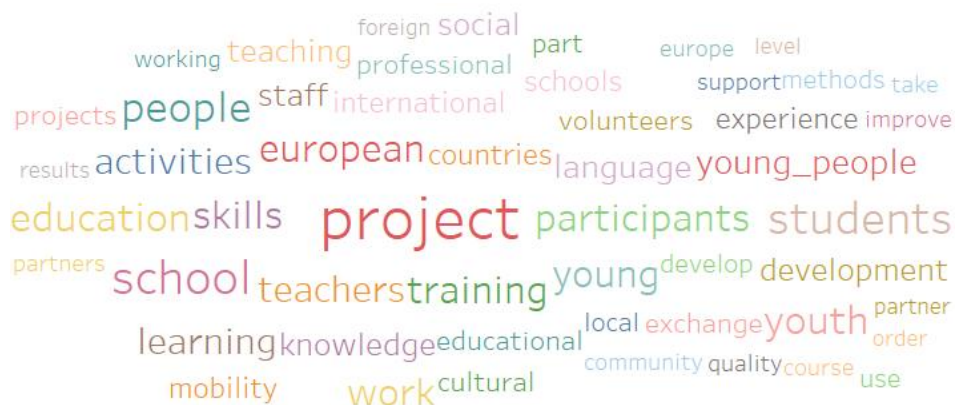 foreign social
working teaching professional part europe level
projects people staff international schools support methods take
volunteers experience improve
results activities european countries language young_people
education skills project participants students
partners school teachers training young develop development
learning knowledge educational local exchange youth partner
order
community quality course
mobility work cultural use